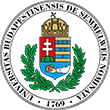 UNIVERSITAS BUDAPESTINENSIS DE SEMMELWEIS NOMINATA
• 1769 •